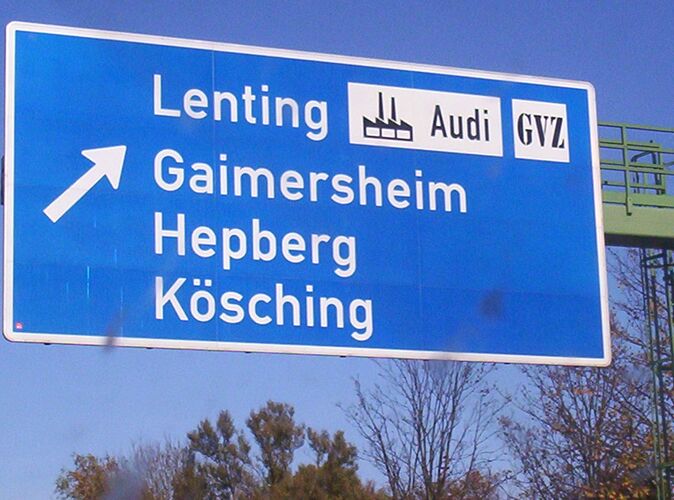 Lenting Audi GVZ
Gaimersheim
Hepberg
Kösching